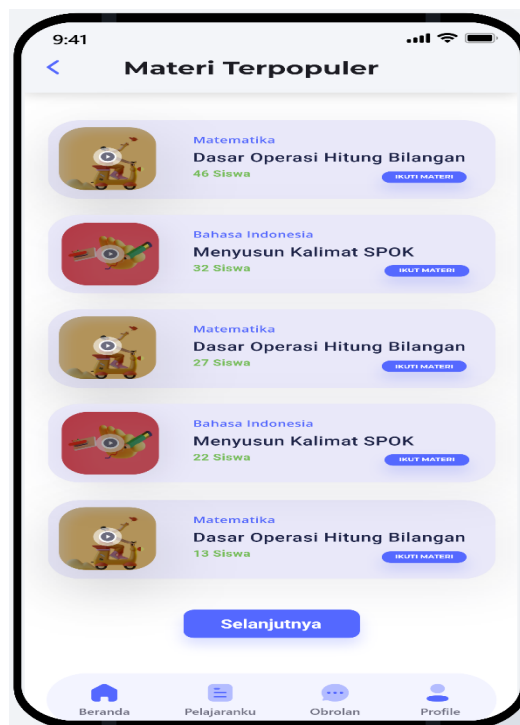 9:41
Materi Terpopuler
Matematika
Dasar Operasi Hitung Bilangan
46 Siswa
IKUTI MATERI
Bahasa Indonesia
Menyusun Kalimat SPOK
32 Siswa
IKUT MATERI
Matematika
Dasar Operasi Hitung Bilangan
27 Siswa
IKUTI MATERI
Bahasa Indonesia
Menyusun Kalimat SPOK
22 Siswa
IKUT MATERI
Matematika
Dasar Operasi Hitung Bilangan
13 Siswa
IKUTI MATERI
Selanjutnya
Beranda Pelajaranku Obrolan Profile